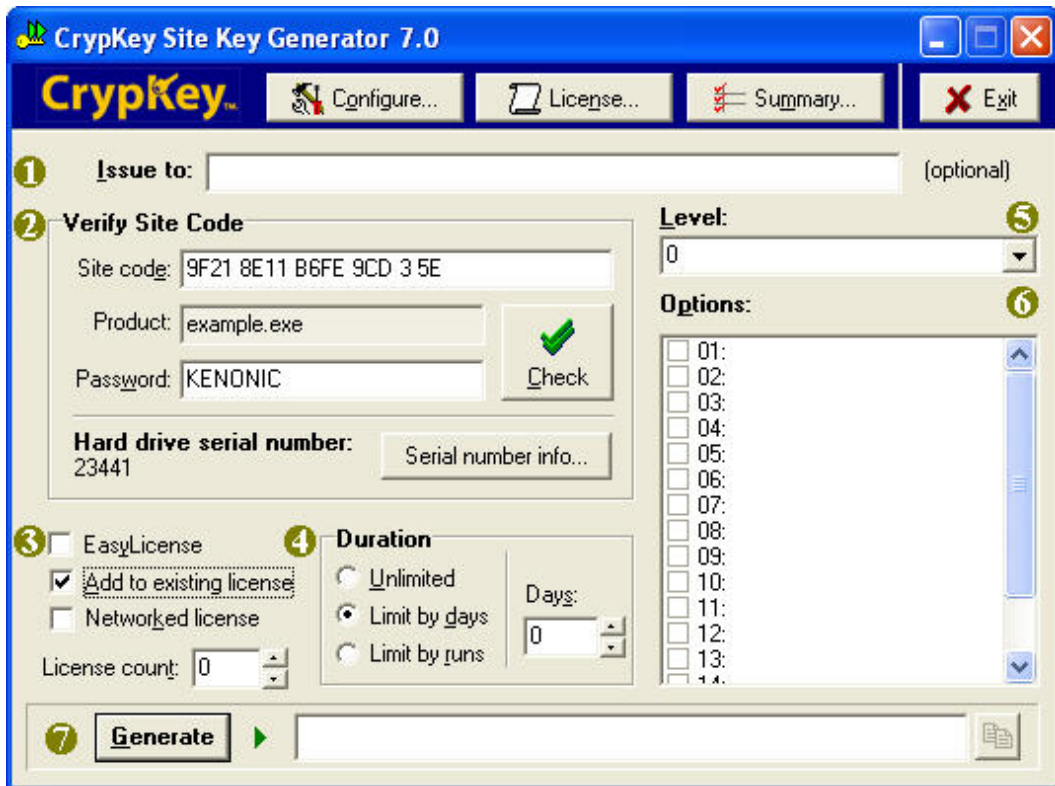 CrypKey Site Key Generator 7.0
CrypKey™ Configure... License... Summary... Exit
1 Issue to: (optional)
2 Verify Site Code
Site code: 9F21 8E11 B6FE 9CD 3 5E
Product: example.exe
Password: KENONIC
Check
Hard drive serial number:
23441
Serial number info...
Level: 5
0
Options: 6
01:
02:
03:
04:
05:
06:
07:
08:
09:
10:
11:
12:
13:
14:
3 EasyLicense
Add to existing license
Networked license
License count: 0
4 Duration
Unlimited
Limit by days
Limit by runs
Days:
0
7 Generate